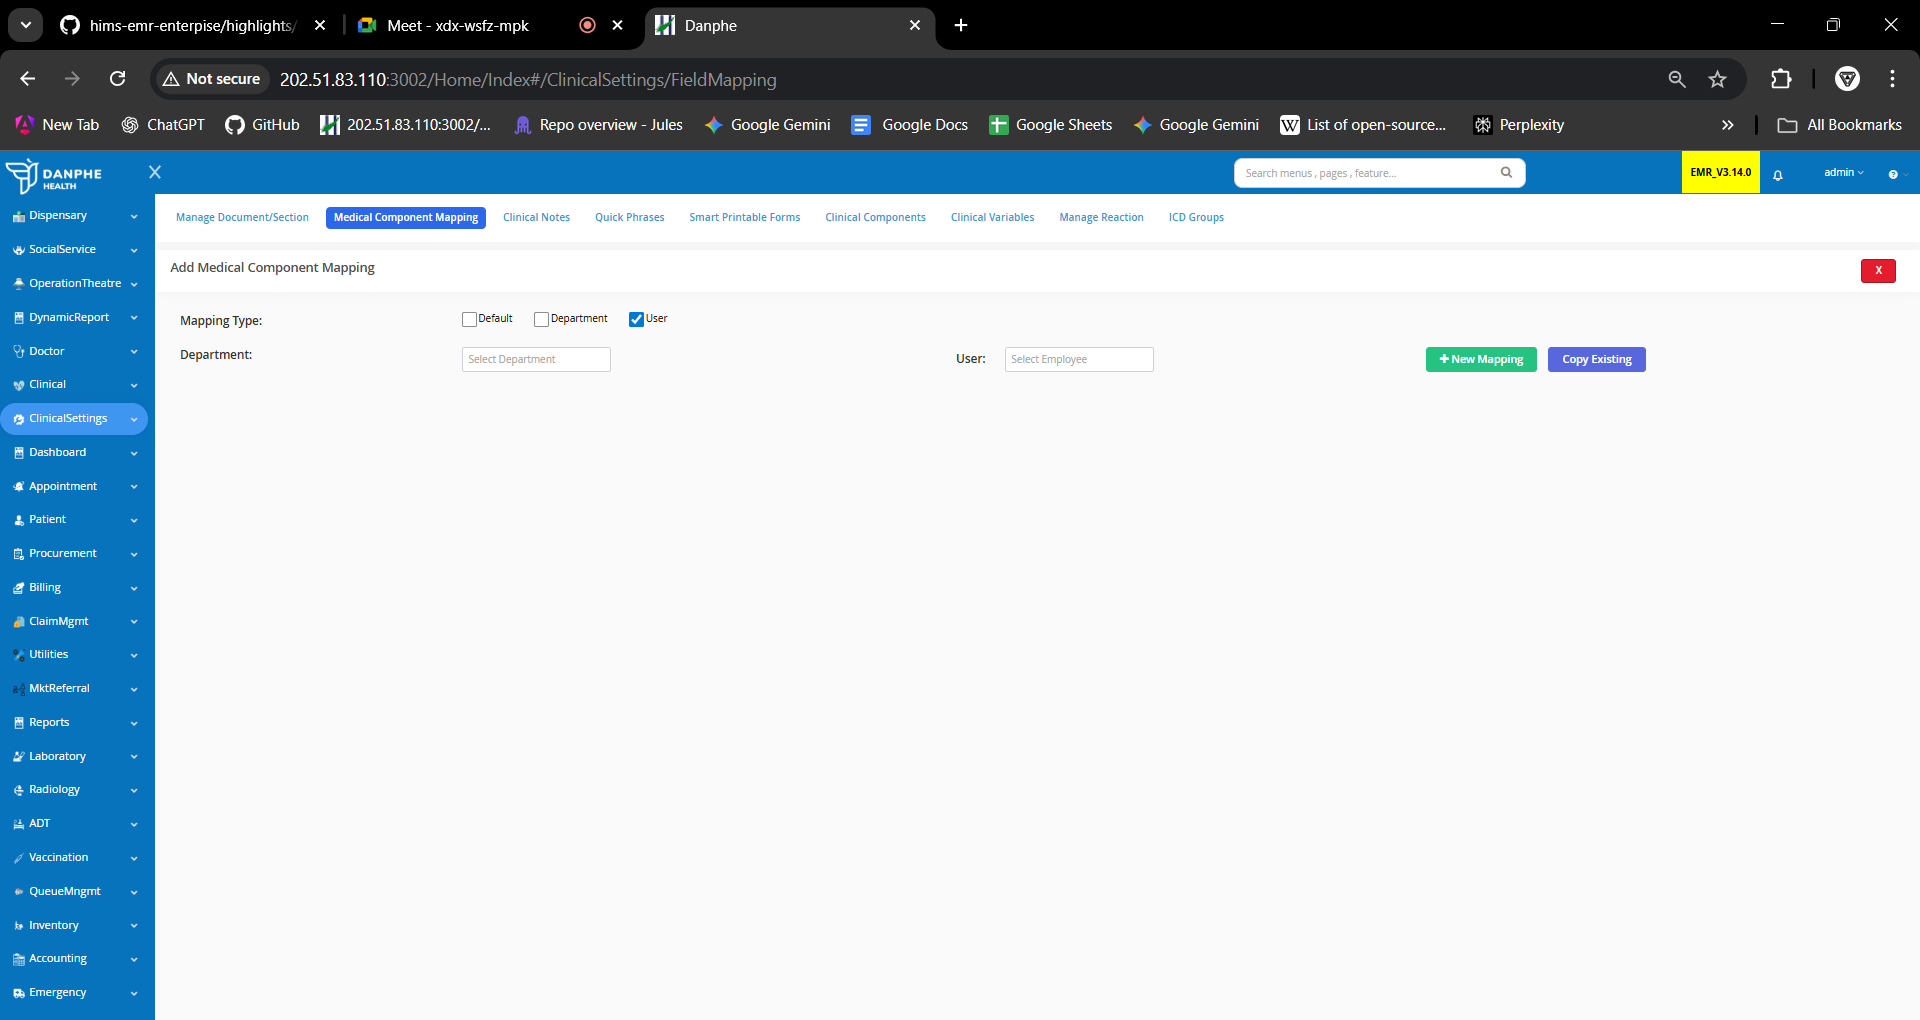 hims-emr-enterpise/highlights/
Meet - xdx-wsfz-mpk
Danphe
Not secure
202.51.83.110:3002/Home/Index#/ClinicalSettings/FieldMapping
New Tab
ChatGPT
GitHub
202.51.83.110:3002/...
Repo overview - Jules
Google Gemini
Google Docs
Google Sheets
Google Gemini
List of open-source...
Perplexity
All Bookmarks
DANPHE
HEALTH
X
Search menus , pages , feature...
EMR_V3.14.0
admin
Dispensary
SocialService
OperationTheatre
DynamicReport
Doctor
Clinical
ClinicalSettings
Dashboard
Appointment
Patient
Procurement
Billing
ClaimMgmt
Utilities
MktReferral
Reports
Laboratory
Radiology
ADT
Vaccination
QueueMngmt
Inventory
Accounting
Emergency
Manage Document/Section
Medical Component Mapping
Clinical Notes
Quick Phrases
Smart Printable Forms
Clinical Components
Clinical Variables
Manage Reaction
ICD Groups
Add Medical Component Mapping
X
Mapping Type:
Default
Department
User
Department:
Select Department
User:
Select Employee
+ New Mapping
Copy Existing